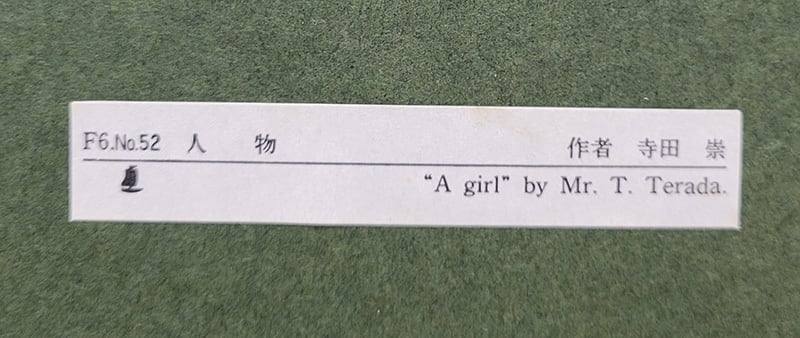 F6.No.52 人物 作者 寺田 崇
“A girl” by Mr. T. Terada.